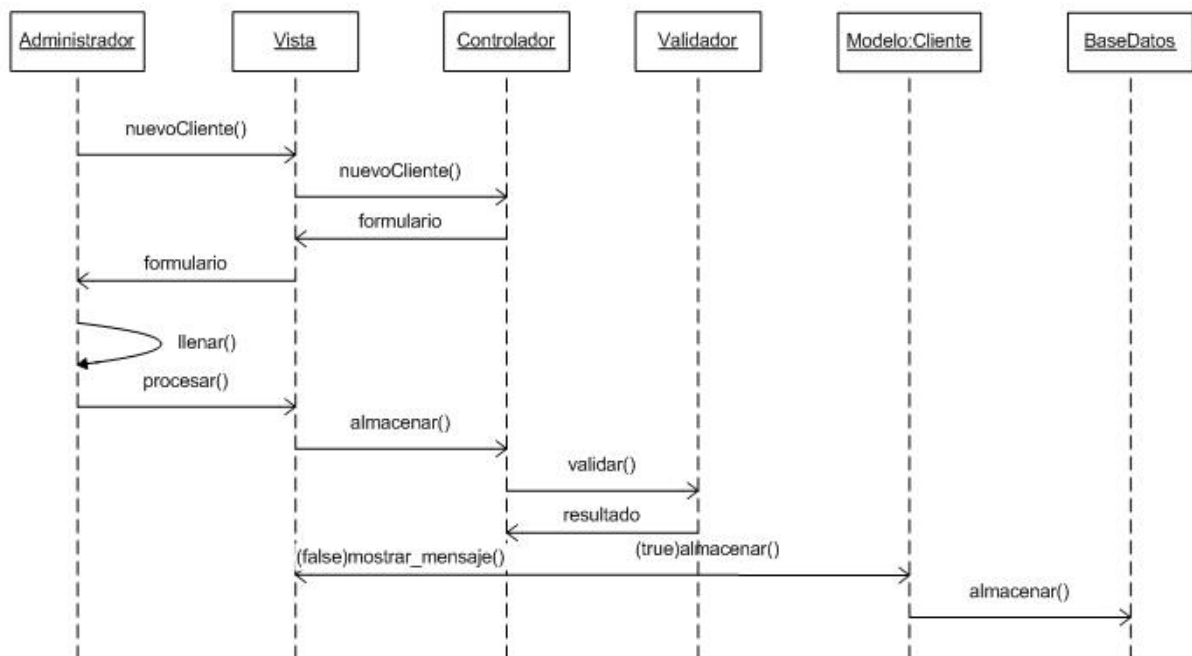 Administrador
Vista
Controlador
Validador
Modelo:Cliente
BaseDatos
nuevoCliente()
nuevoCliente()
formulario
formulario
llenar()
procesar()
almacenar()
validar()
resultado
(false)mostrar_mensaje()
(true)almacenar()
almacenar()